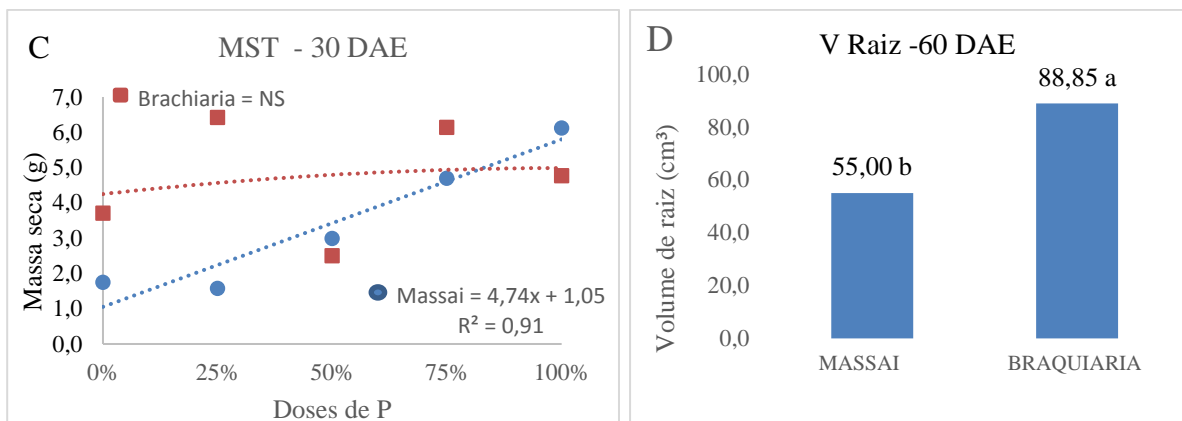 C
MST - 30 DAE
Brachiaria = NS
7,0
6,0
5,0
4,0
3,0
2,0
1,0
0,0
Massa seca (g)
Massai = 4,74x + 1,05
R² = 0,91
0%
25%
50%
75%
100%
Doses de P
D
V Raiz -60 DAE
100,0
80,0
60,0
40,0
20,0
0,0
Volume de raiz (cm³)
55,00 b
88,85 a
MASSAI
BRAQUIARIA